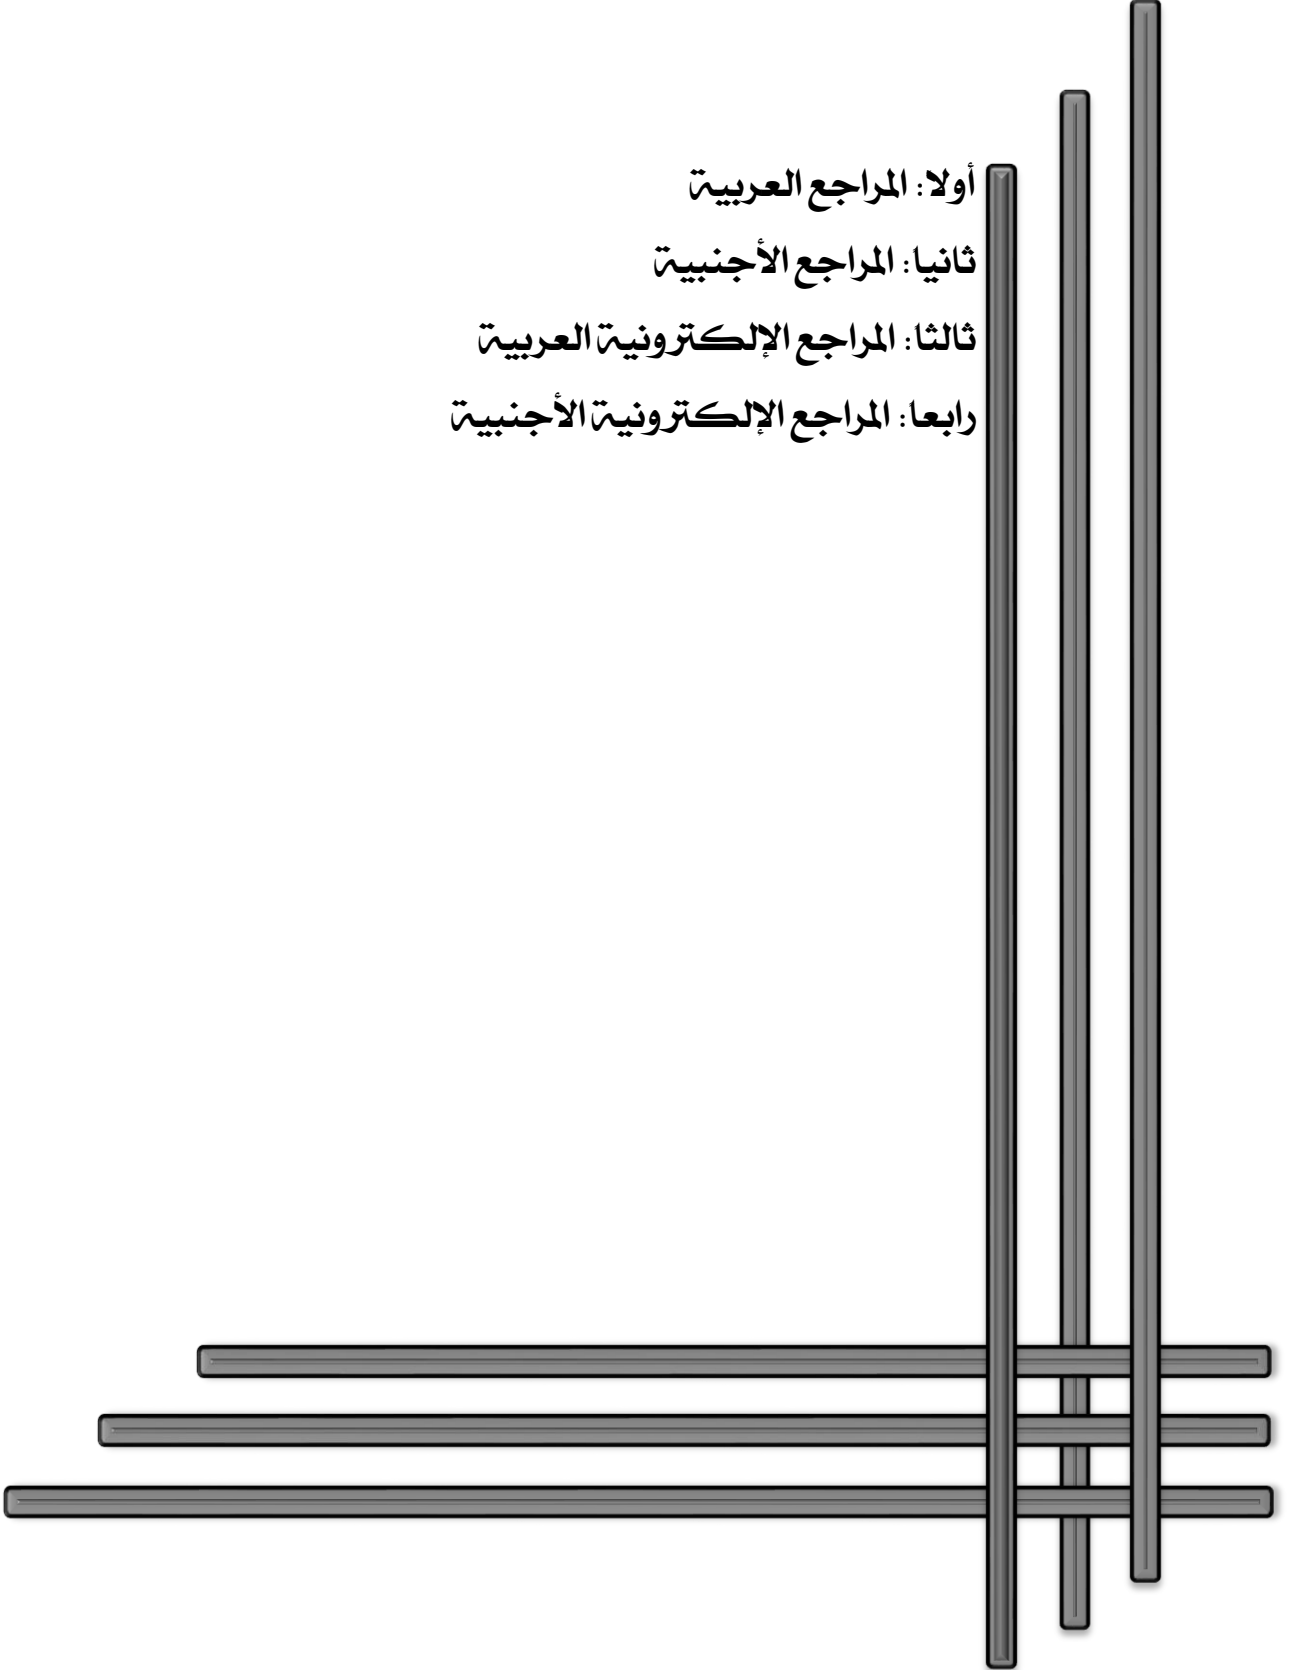 أولا: المراجع العربية
ثانيا: المراجع الأجنبية
ثالثا: المراجع الإلكترونية العربية
رابعا: المراجع الإلكترونية الأجنبية